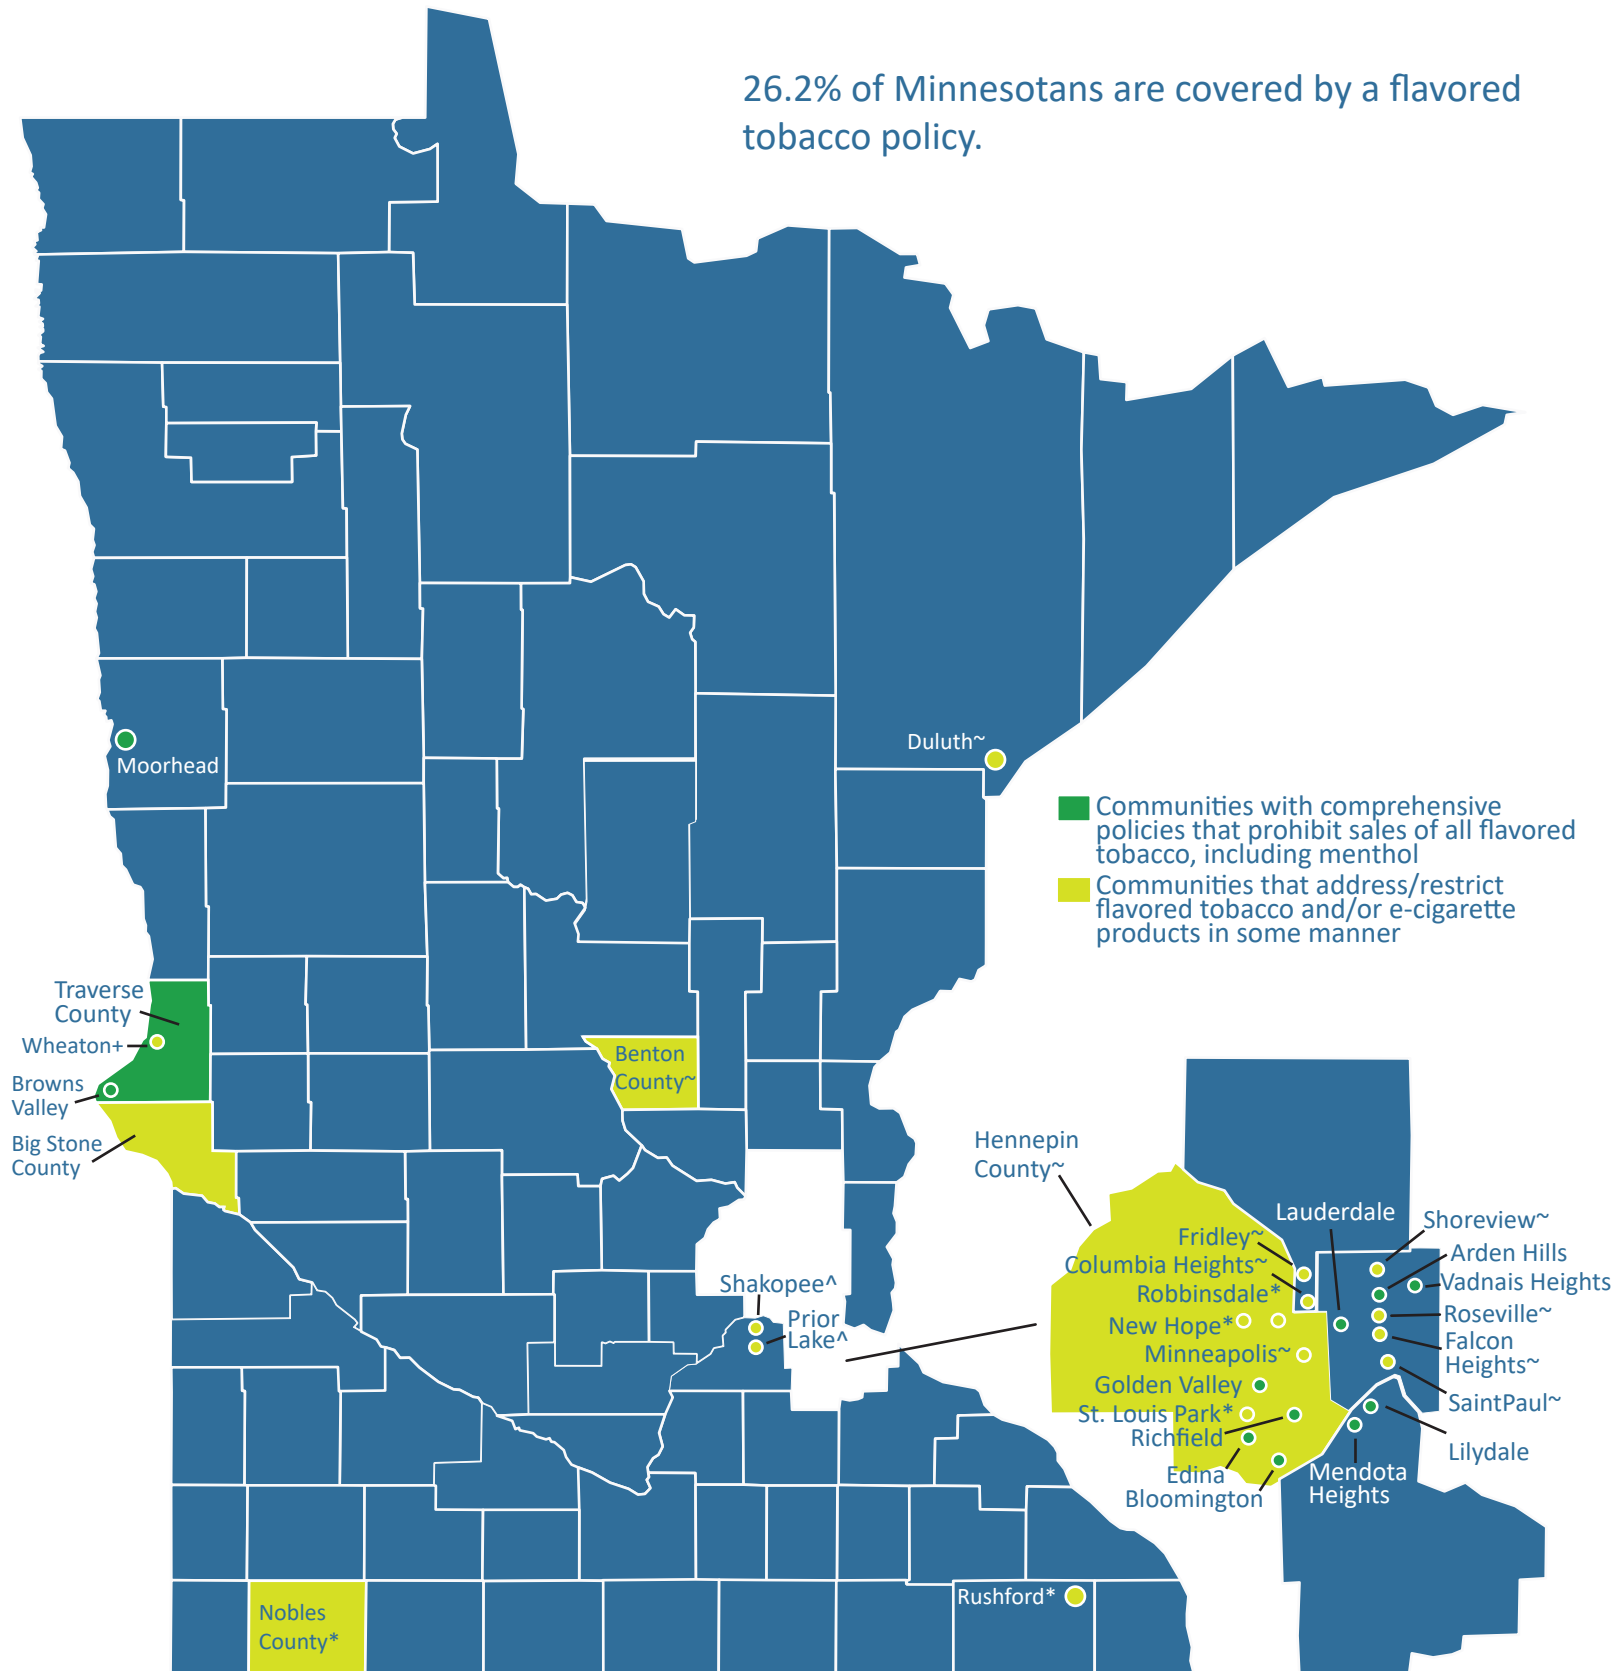 26.2% of Minnesotans are covered by a flavored
tobacco policy.
Moorhead
Duluth~
Communities with comprehensive
policies that prohibit sales of all flavored
tobacco, including menthol
Communities that address/restrict
flavored tobacco and/or e-cigarette
products in some manner
Traverse
County
Wheaton+
Browns
Valley
Big Stone
County
Benton
County~
Hennepin
County~
Lauderdale
Shoreview~
Fridley~
Arden Hills
Columbia Heights~
Vadnais Heights
Robbinsdale*
Roseville~
New Hope*
Falcon
Heights~
Minneapolis~
Golden Valley
SaintPaul~
St. Louis Park*
Richfield
Lilydale
Edina
Mendota
Heights
Bloomington
Shakopee^
Prior
Lake^
Rushford*
Nobles
County*